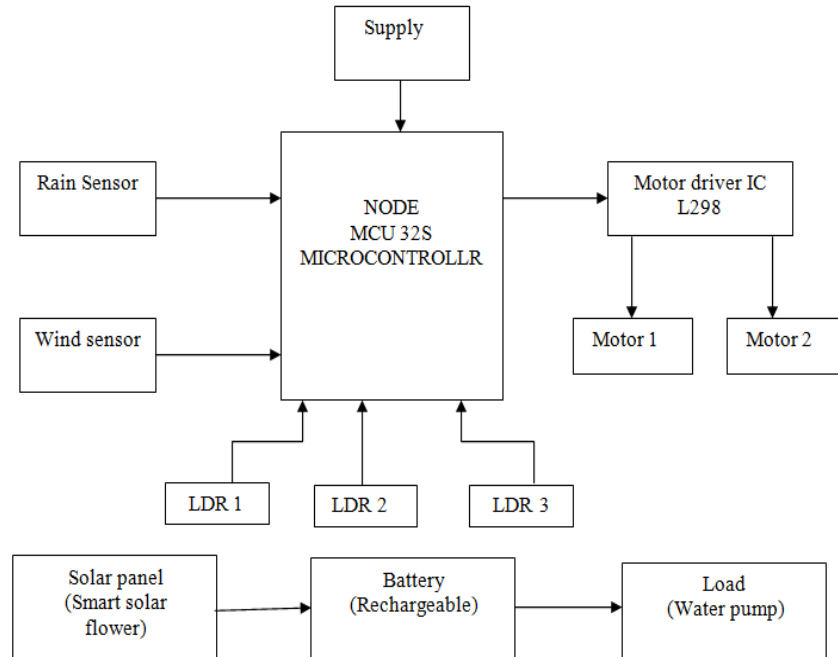 Supply
Rain Sensor
NODE
MCU 32S
MICROCONTROLLR
Motor driver IC
L298
Wind sensor
Motor 1
Motor 2
LDR 1
LDR 2
LDR 3
Solar panel
(Smart solar
flower)
Battery
(Rechargeable)
Load
(Water pump)